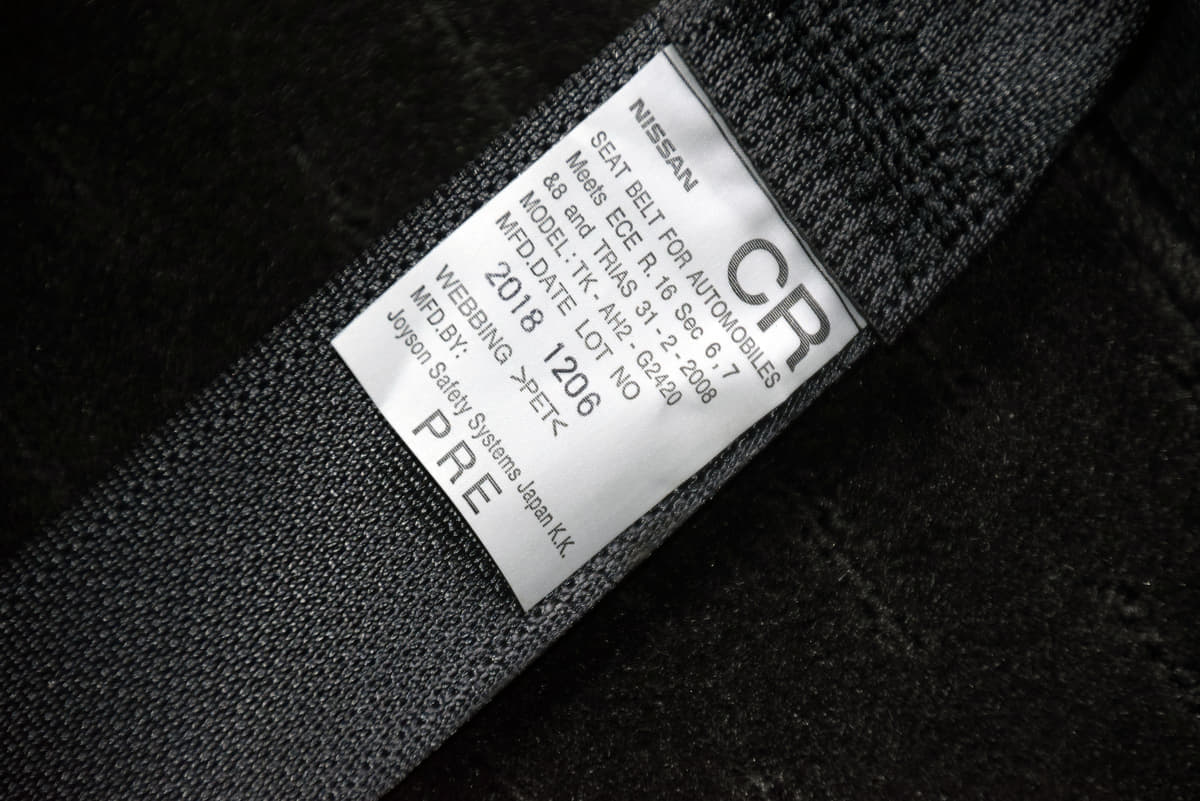 NISSAN
CR
SEAT BELT FOR AUTOMOBILES
Meets ECE R.16 Sec 6,7
&8 and TRIAS 31-2-2008
MODEL:TK-AH2-G2420
MFD.DATE LOT NO
2018 1206
WEBBING >PET<
MFD.BY:
Joyson Safety Systems Japan K.K.
PRE